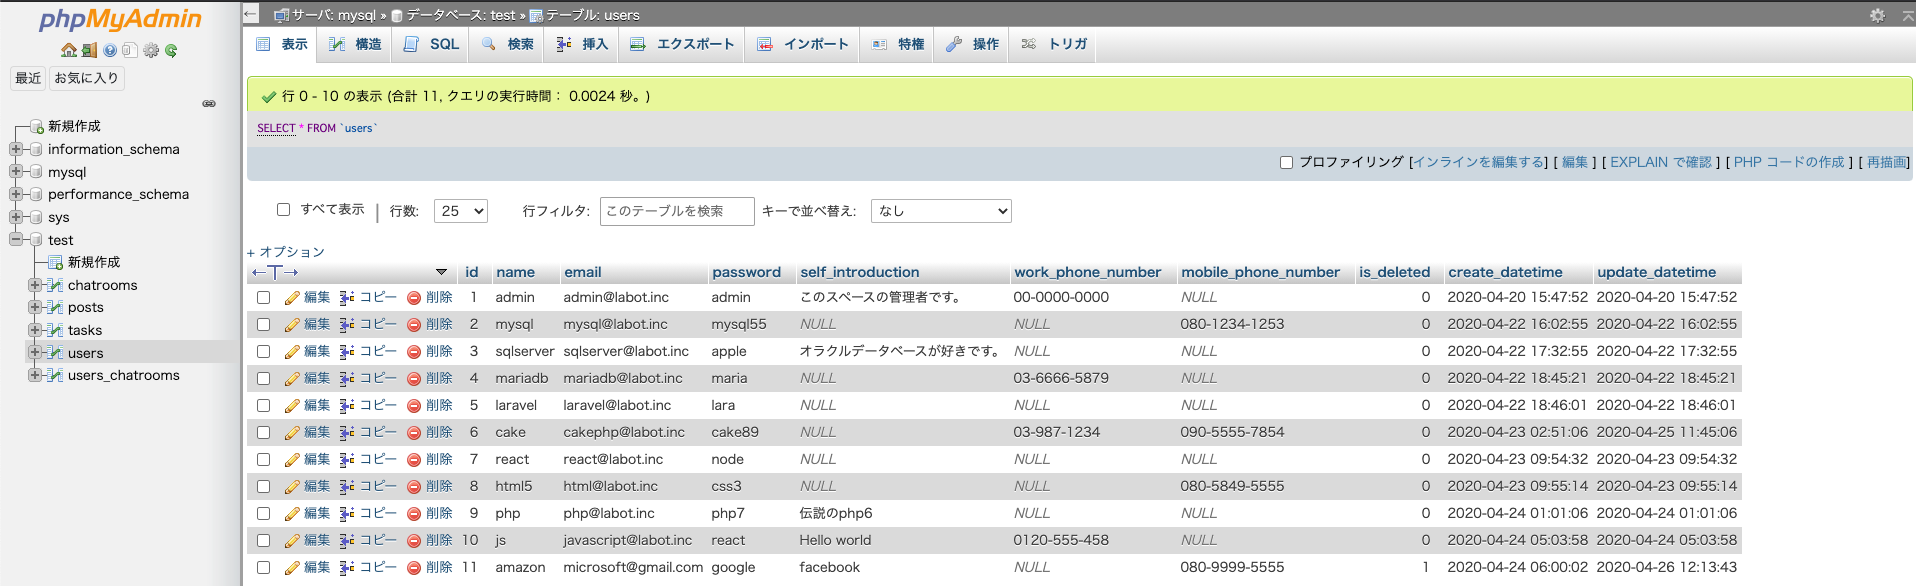 phpMyAdmin
最近 お気に入り
新規作成
information_schema
mysql
performance_schema
sys
test
新規作成
chatrooms
posts
tasks
users
users_chatrooms
サーバ: mysql » データベース: test » テーブル: users
表示 構造 SQL 検索 挿入 エクスポート インポート 特権 操作 トリガ
行 0 - 10 の表示 (合計 11, クエリの実行時間： 0.0024 秒。)
SELECT * FROM `users`
プロファイリング [インラインを編集する] [ 編集 ] [ EXPLAIN で確認 ] [ PHP コードの作成 ] [ 再描画]
すべて表示 | 行数: 25 行フィルタ: このテーブルを検索 キーで並べ替え: なし
+ オプション
←T→ id name email password self_introduction work_phone_number mobile_phone_number is_deleted create_datetime update_datetime
編集 コピー 削除 1 admin admin@labot.inc admin このスペースの管理者です。 00-0000-0000 NULL 0 2020-04-20 15:47:52 2020-04-20 15:47:52
編集 コピー 削除 2 mysql mysql@labot.inc mysql55 NULL NULL 080-1234-1253 0 2020-04-22 16:02:55 2020-04-22 16:02:55
編集 コピー 削除 3 sqlserver sqlserver@labot.inc apple オラクルデータベースが好きです。 NULL NULL 0 2020-04-22 17:32:55 2020-04-22 17:32:55
編集 コピー 削除 4 mariadb mariadb@labot.inc maria NULL 03-6666-5879 NULL 0 2020-04-22 18:45:21 2020-04-22 18:45:21
編集 コピー 削除 5 laravel laravel@labot.inc lara NULL NULL NULL 0 2020-04-22 18:46:01 2020-04-22 18:46:01
編集 コピー 削除 6 cake cakephp@labot.inc cake89 NULL 03-987-1234 090-5555-7854 0 2020-04-23 02:51:06 2020-04-25 11:45:06
編集 コピー 削除 7 react react@labot.inc node NULL NULL NULL 0 2020-04-23 09:54:32 2020-04-23 09:54:32
編集 コピー 削除 8 html5 html@labot.inc css3 NULL NULL 080-5849-5555 0 2020-04-23 09:55:14 2020-04-23 09:55:14
編集 コピー 削除 9 php php@labot.inc php7 伝説のphp6 NULL NULL 0 2020-04-24 01:01:06 2020-04-24 01:01:06
編集 コピー 削除 10 js javascript@labot.inc react Hello world 0120-555-458 NULL 0 2020-04-24 05:03:58 2020-04-24 05:03:58
編集 コピー 削除 11 amazon microsoft@gmail.com google facebook NULL 080-9999-5555 1 2020-04-24 06:00:02 2020-04-26 12:13:43